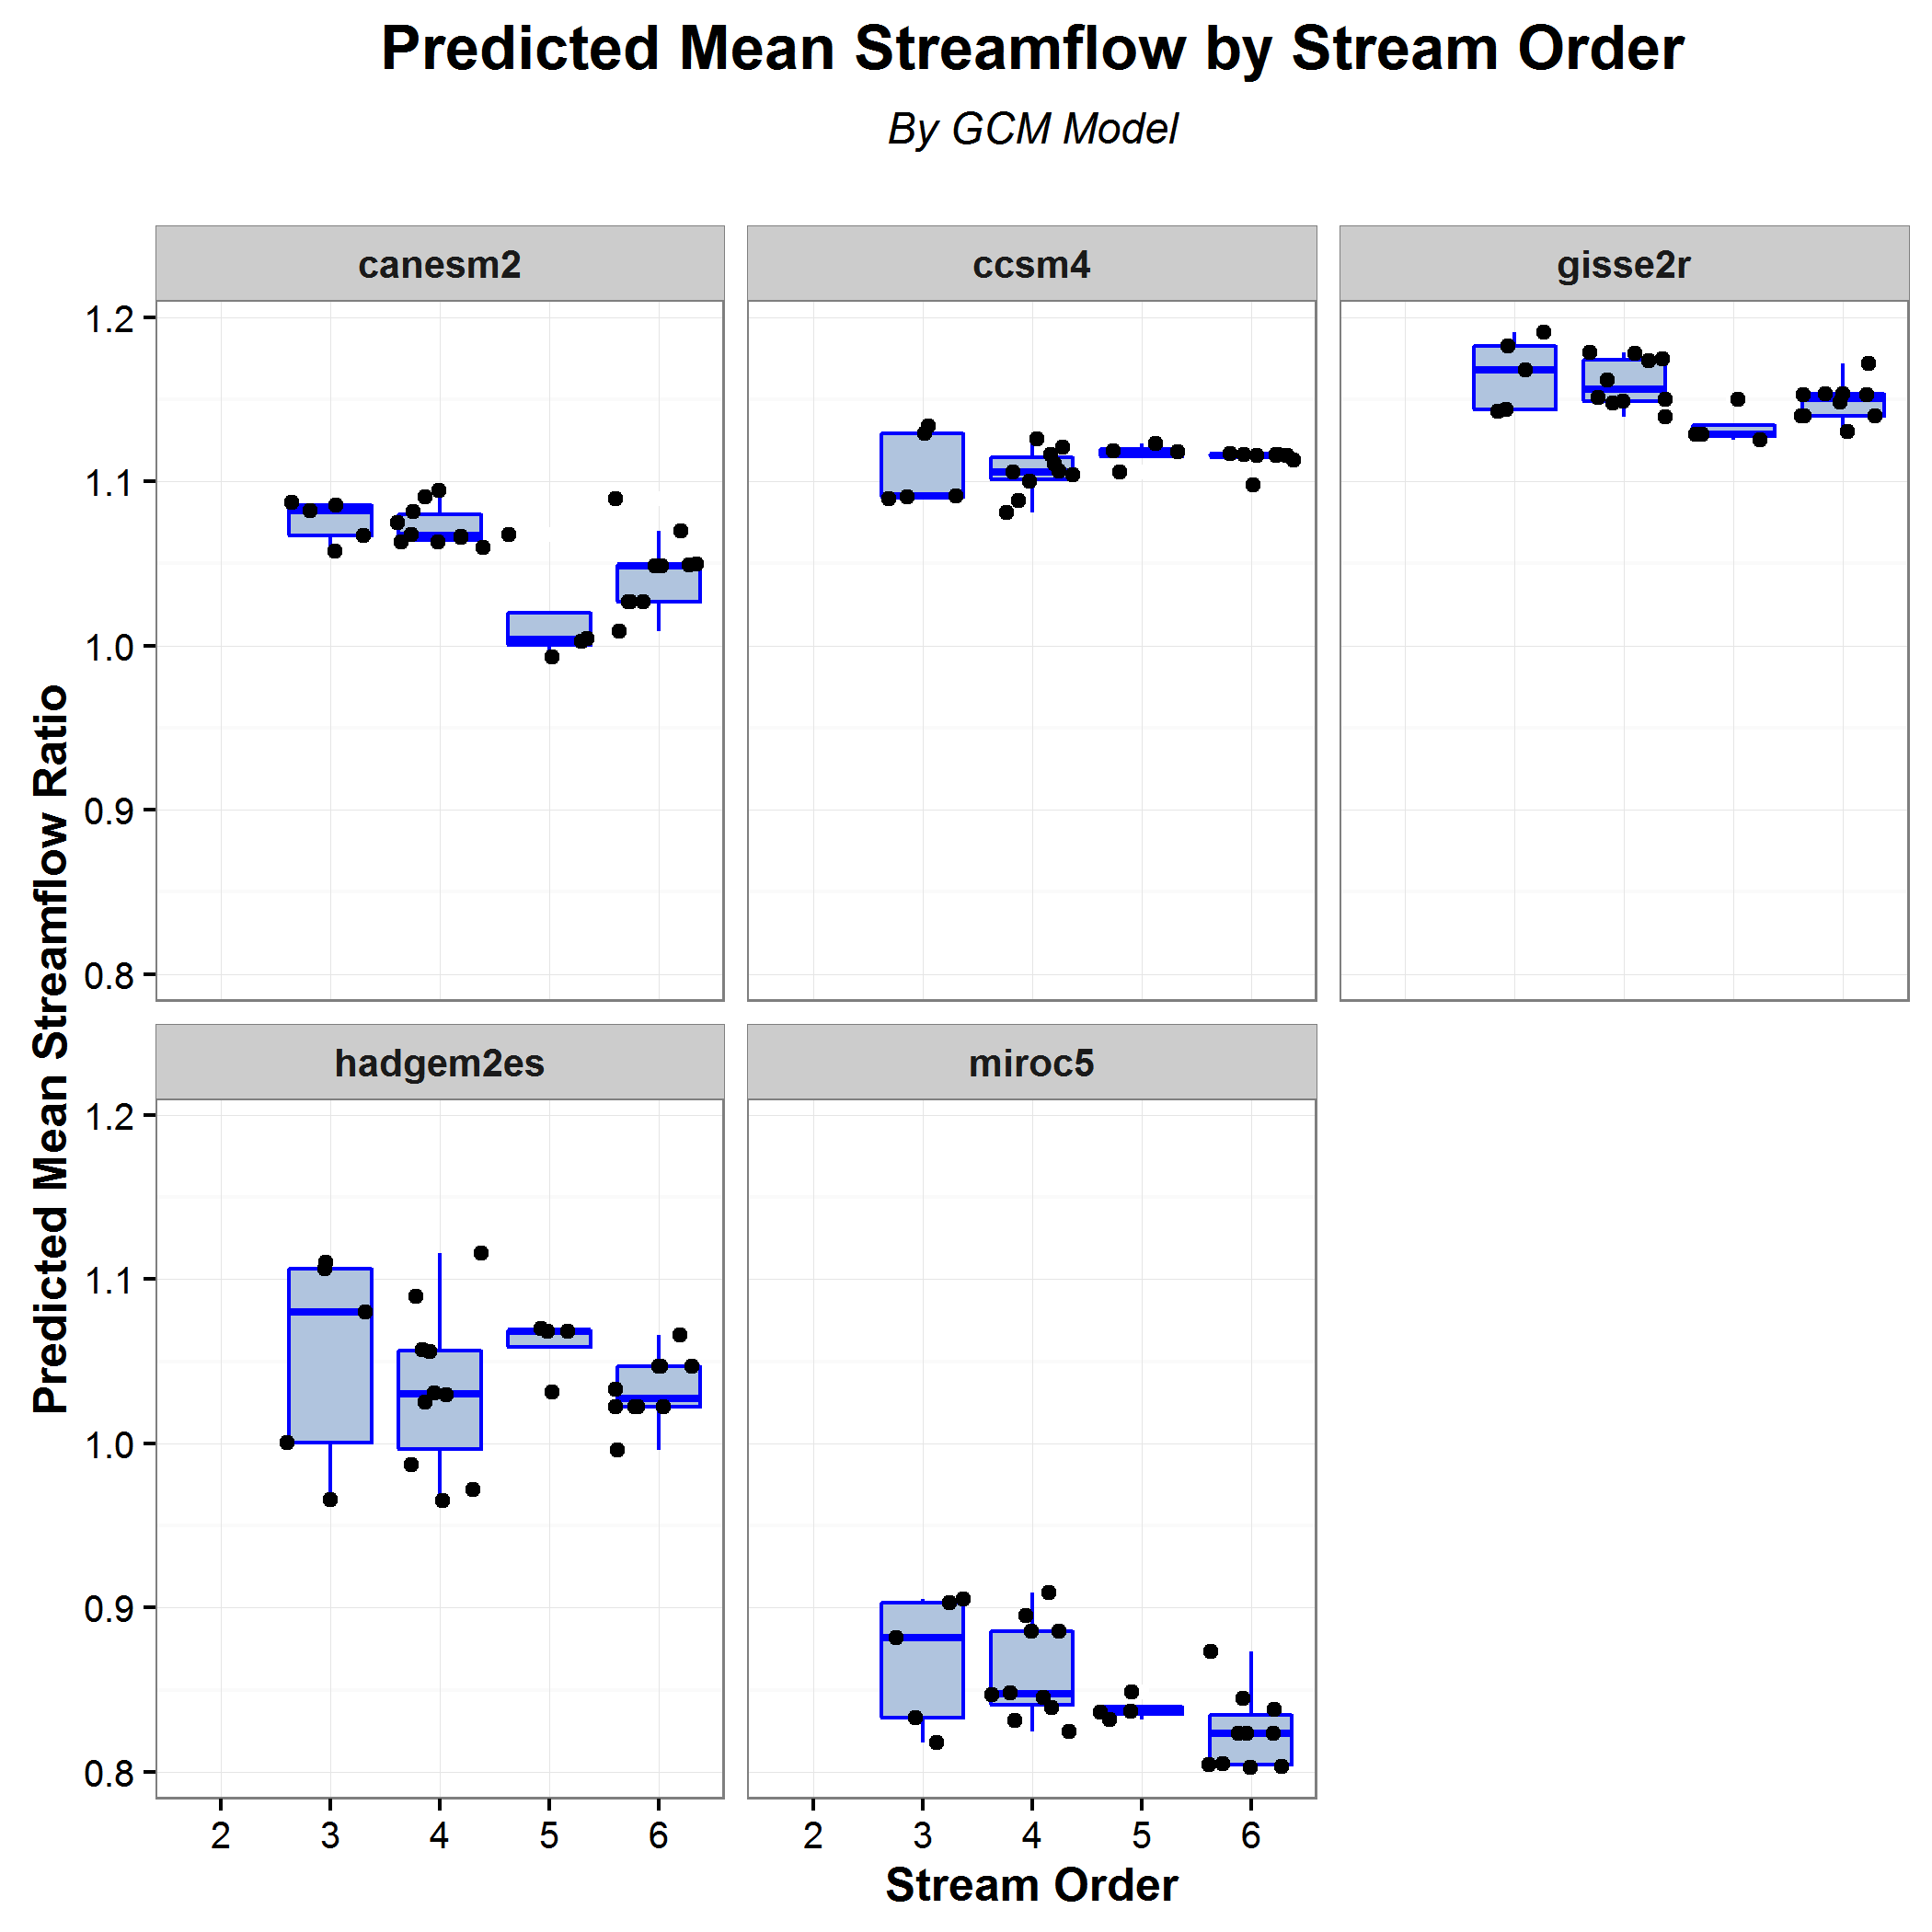 Predicted Mean Streamflow by Stream Order
By GCM Model
canesm2
ccsm4
gisse2r
1.2
1.1
1.0
0.9
0.8
Predicted Mean Streamflow Ratio
hadgem2es
miroc5
1.2
1.1
1.0
0.9
0.8
2 3 4 5 6
2 3 4 5 6
Stream Order